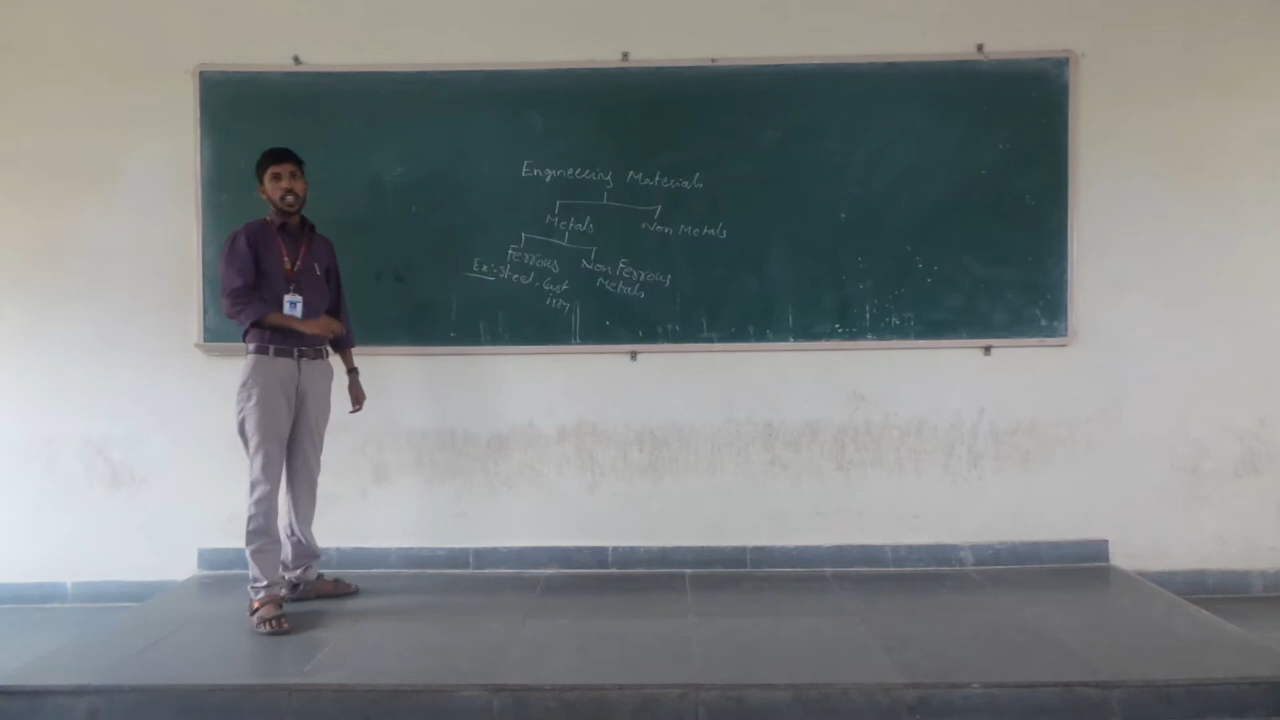 Engineering Materials
Metals Non Metals
Ferrous Non Ferrous
Metals
Ex:- Steel, Cast
iron